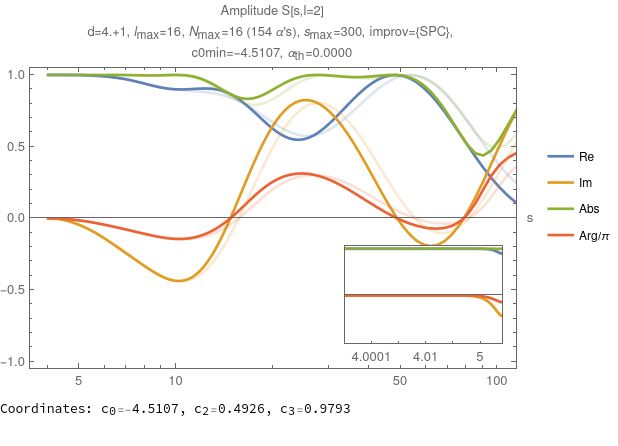 Amplitude S[s,l=2]
d=4.+1, lmax=16, Nmax=16 (154 α's), smax=300, improv={SPC},
c0min=-4.5107, αth=0.0000
1.0
0.5
0.0
-0.5
-1.0
s
5
10
50
100
4.0001
4.01
5
Re
Im
Abs
Arg/π
Coordinates: c0=-4.5107, c2=0.4926, c3=0.9793